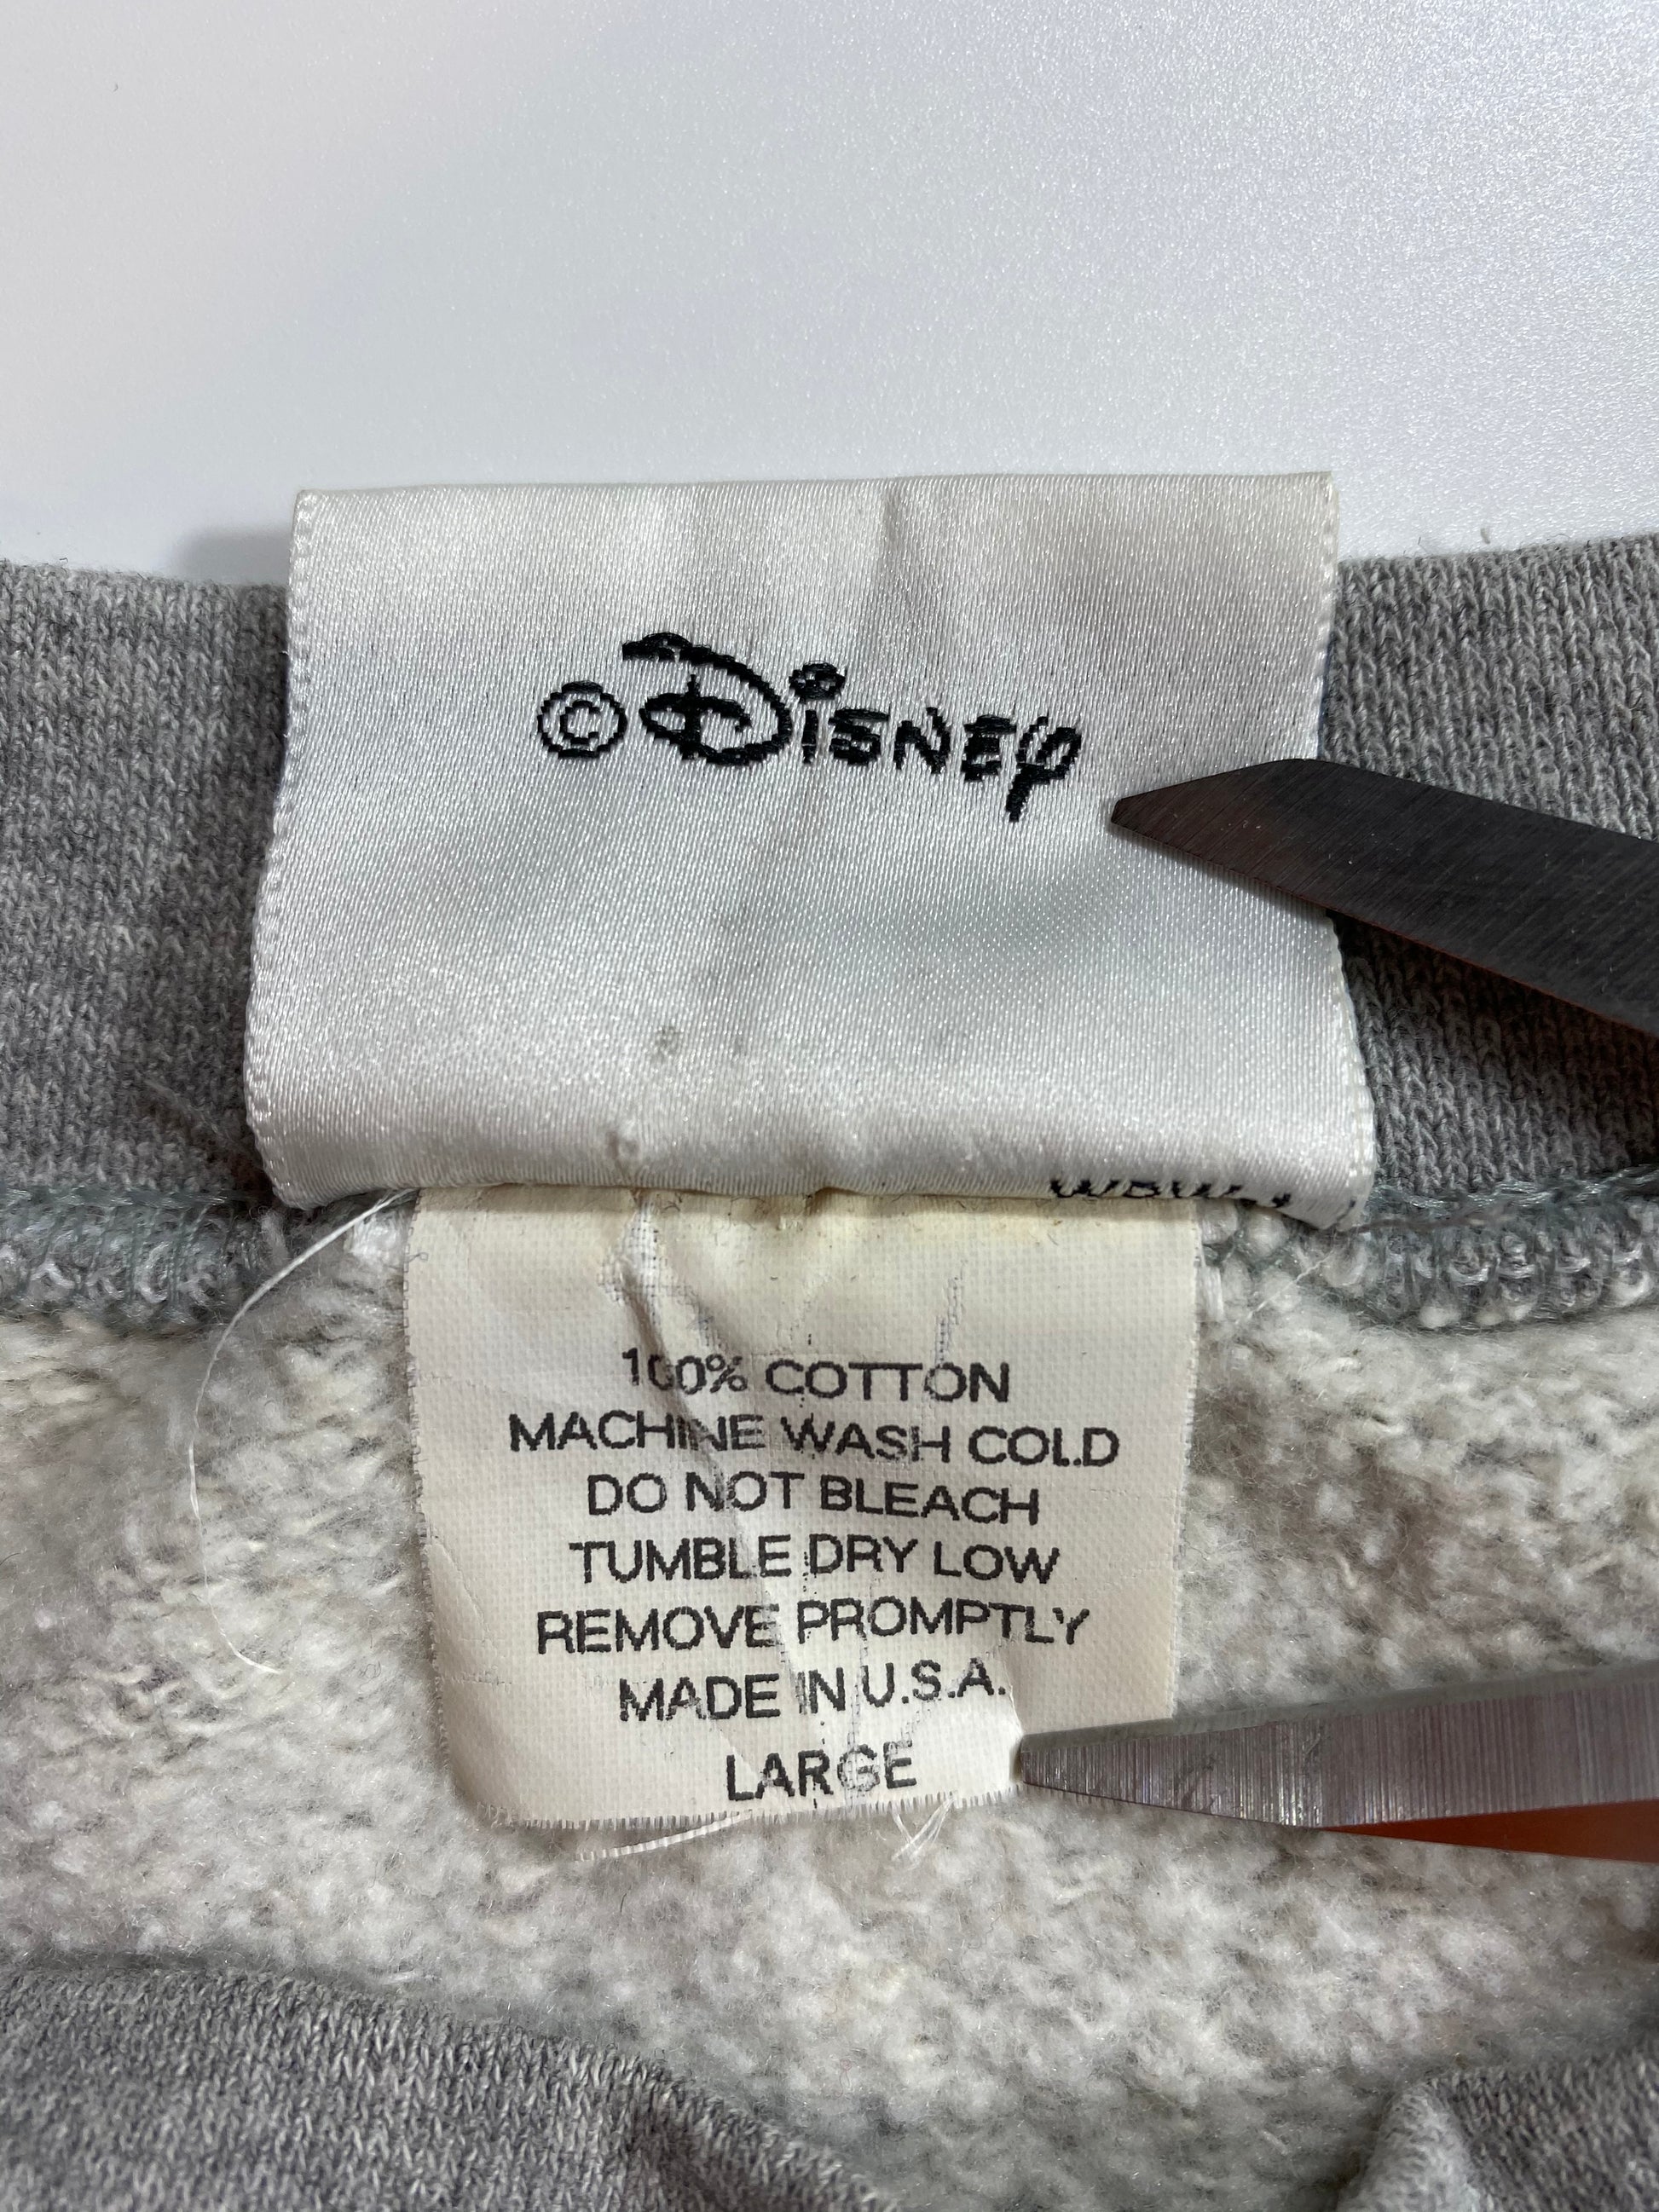 ©Disney
100% COTTON
MACHINE WASH COLD
DO NOT BLEACH
TUMBLE DRY LOW
REMOVE PROMPTLY
MADE IN U.S.A.
LARGE